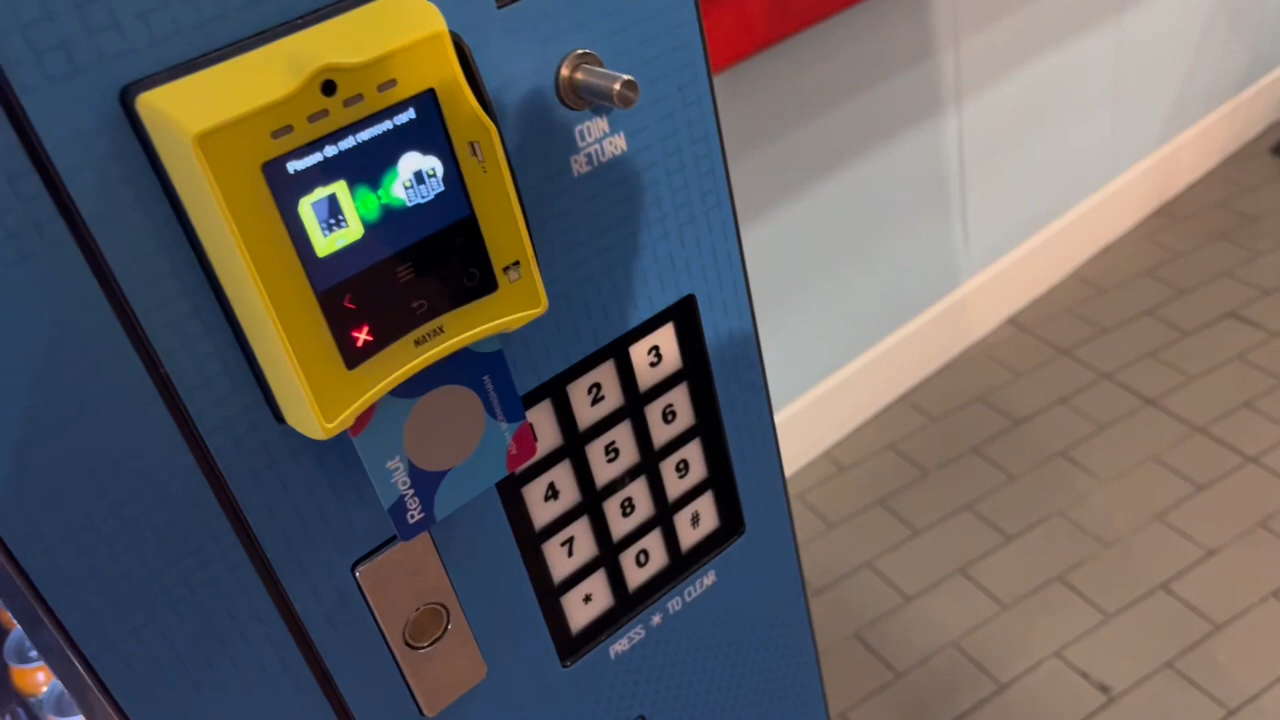 Please do not remove card
COIN
RETURN
NAYAX
Revolut
1 2 3
4 5 6
7 8 9
* 0 #
PRESS * TO CLEAR